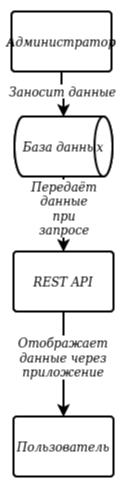 Администратор
Заносит данные
База данных
Передаёт
данные
при
запросе
REST API
Отображает
данные через
приложение
Пользователь